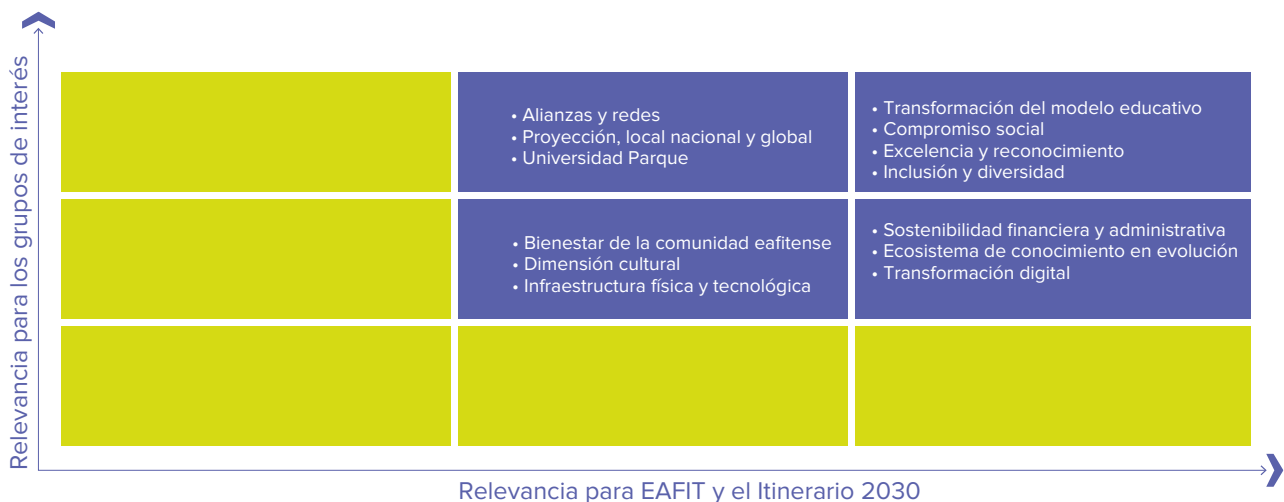 Relevancia para los grupos de interés
• Alianzas y redes
• Proyección, local nacional y global
• Universidad Parque
• Transformación del modelo educativo
• Compromiso social
• Excelencia y reconocimiento
• Inclusión y diversidad
• Bienestar de la comunidad eafitense
• Dimensión cultural
• Infraestructura física y tecnológica
• Sostenibilidad financiera y administrativa
• Ecosistema de conocimiento en evolución
• Transformación digital
Relevancia para EAFIT y el Itinerario 2030